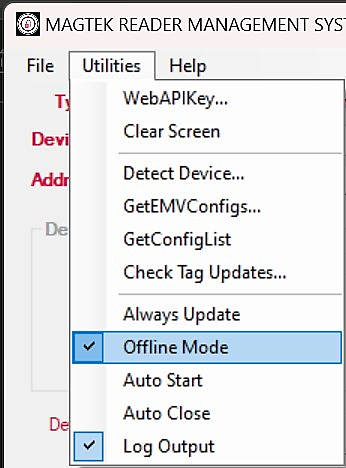 MAGTEK READER MANAGEMENT SYS
File Utilities Help
WebAPIKey...
Clear Screen
Detect Device...
GetEMVConfigs...
GetConfigList
Check Tag Updates...
Always Update
Offline Mode
Auto Start
Auto Close
Log Output
Ty
Devi
Addr
De
De